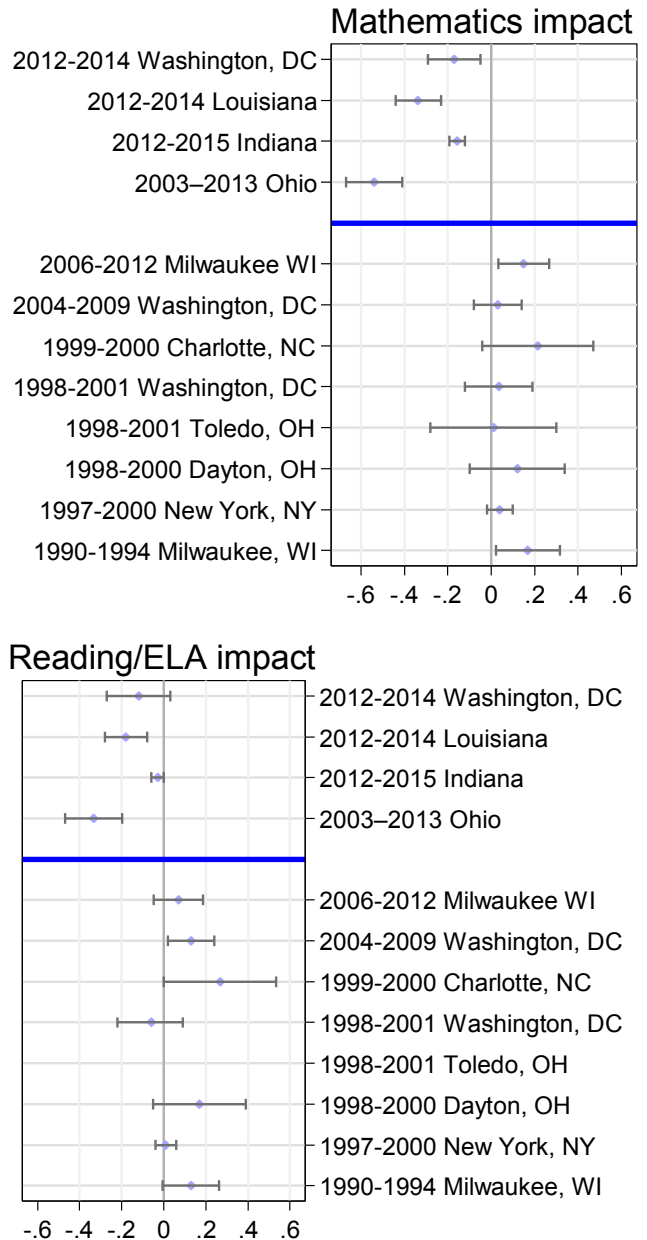 Mathematics impact
2012-2014 Washington, DC
2012-2014 Louisiana
2012-2015 Indiana
2003–2013 Ohio
2006-2012 Milwaukee WI
2004-2009 Washington, DC
1999-2000 Charlotte, NC
1998-2001 Washington, DC
1998-2001 Toledo, OH
1998-2000 Dayton, OH
1997-2000 New York, NY
1990-1994 Milwaukee, WI
-.6 -.4 -.2 0 .2 .4 .6
Reading/ELA impact
2012-2014 Washington, DC
2012-2014 Louisiana
2012-2015 Indiana
2003–2013 Ohio
2006-2012 Milwaukee WI
2004-2009 Washington, DC
1999-2000 Charlotte, NC
1998-2001 Washington, DC
1998-2001 Toledo, OH
1998-2000 Dayton, OH
1997-2000 New York, NY
1990-1994 Milwaukee, WI
-.6 -.4 -.2 0 .2 .4 .6